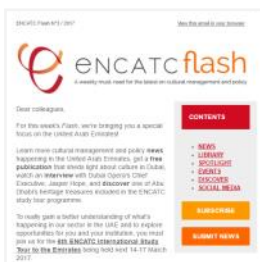 ENCATC Flash N°3 / 2017
View this email in your browser
encatc flash
A weekly must read for the latest on cultural management and policy
Dear colleagues,
For this week's Flash, we're bringing you a special
focus on the United Arab Emirates!
Learn more cultural management and policy news
happening in the United Arab Emirates, get a free
publication that sheds light about culture in Dubai,
watch an interview with Dubai Opera's Chief
Executive, Jasper Hope, and discover one of Abu
Dhabi's heritage treasures included in the ENCATC
study tour programme.
To really gain a better understanding of what's
happening in our sector in the UAE and to explore
opportunities for you and your institution, you must
join us for the 6th ENCATC International Study
Tour to the Emirates being held next 14-17 March
2017.
CONTENTS
NEWS
LIBRARY
SPOTLIGHT
EVENTS
DISCOVER
SOCIAL MEDIA
SUBSCRIBE
SUBMIT NEWS